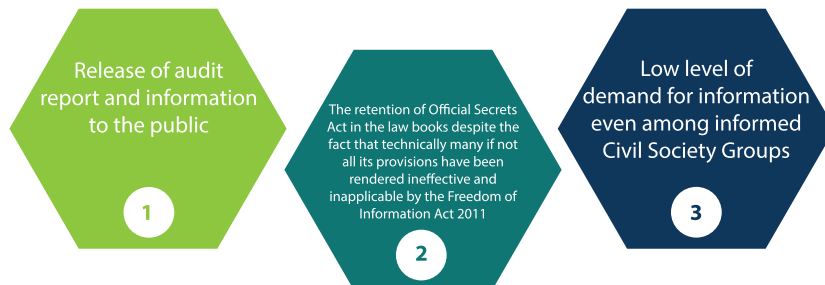 Release of audit
report and information
to the public
1
The retention of Official Secrets
Act in the law books despite the
fact that technically many if not
all its provisions have been
rendered ineffective and
inapplicable by the Freedom of
Information Act 2011
2
Low level of
demand for information
even among informed
Civil Society Groups
3